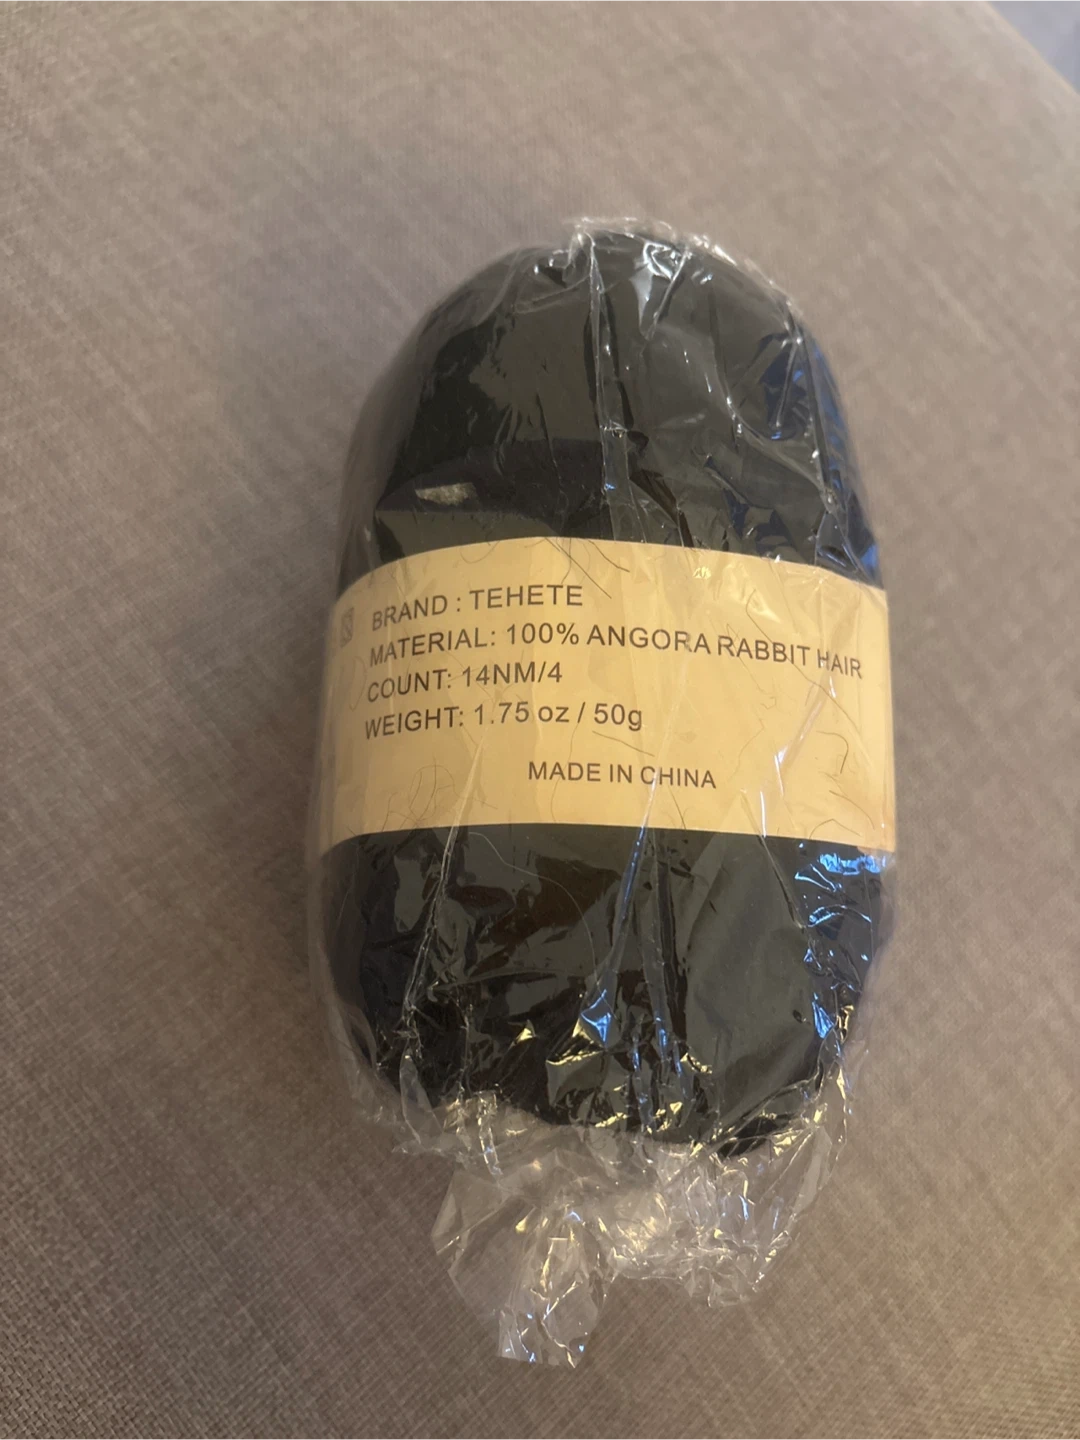 BRAND : TEHETE
MATERIAL: 100% ANGORA RABBIT HAIR
COUNT: 14NM/4
WEIGHT: 1.75 oz / 50g
MADE IN CHINA